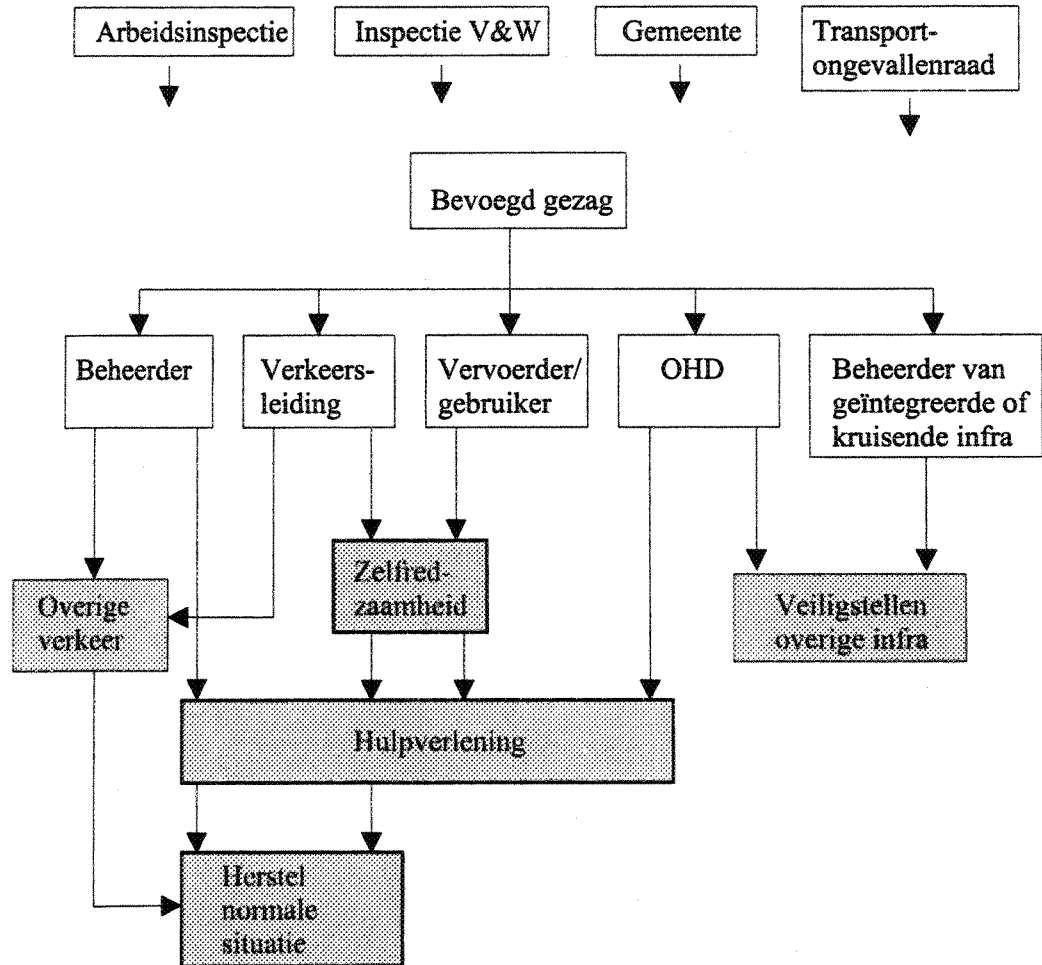 Arbeidsinspectie
Inspectie V&W
Gemeente
Transport-
ongevallenraad
Bevoegd gezag
Beheerder
Verkeers-
leiding
Vervoerder/
gebruiker
OHD
Beheerder van
geïntegreerde of
kruisende infra
Zelfred-
zaamheid
Overige
verkeer
Veiligstellen
overige infra
Hulpverlening
Herstel
normale
situatie